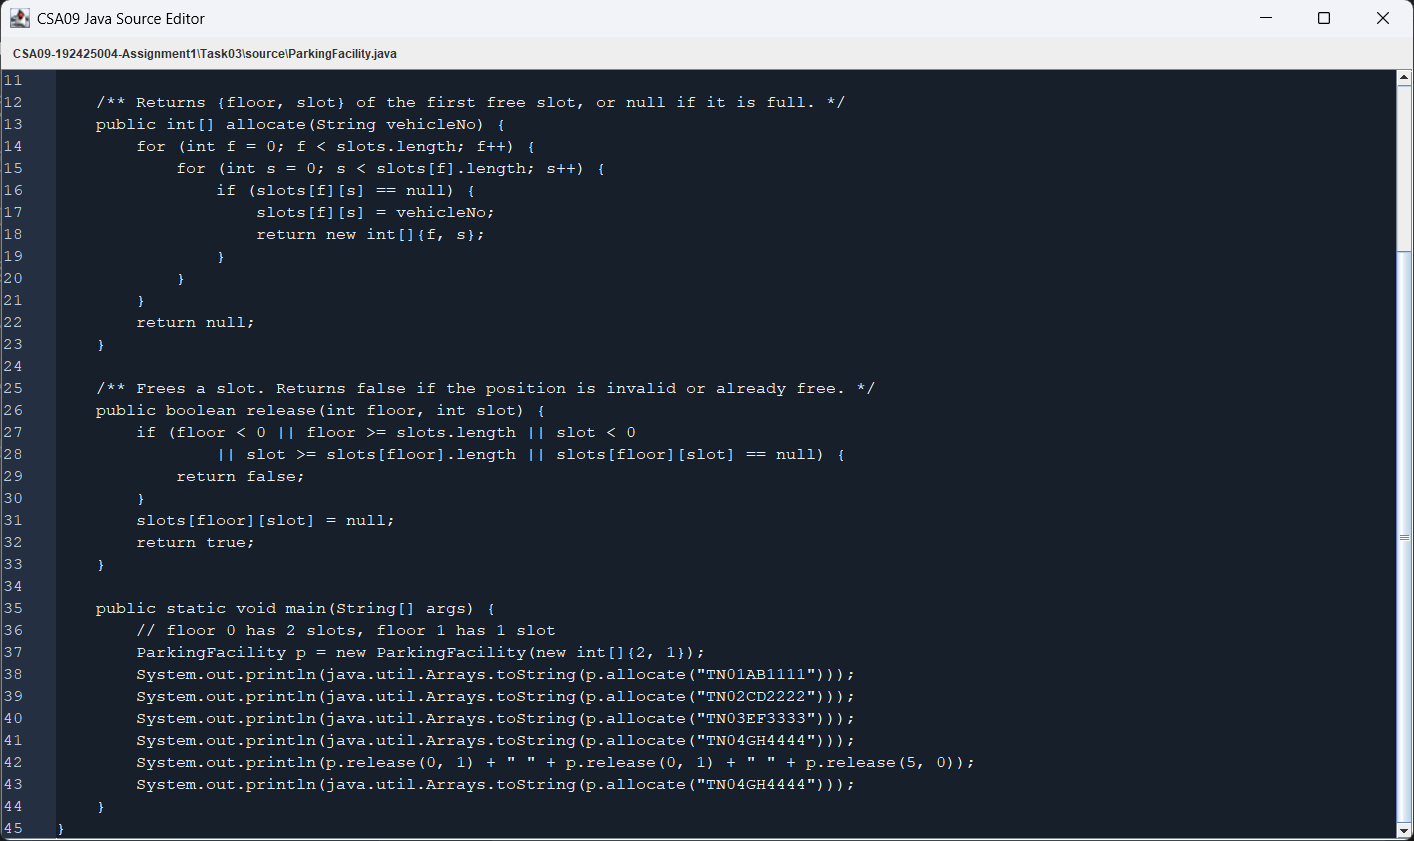 CSA09 Java Source Editor
CSA09-192425004-Assignment1\Task03\source\ParkingFacility.java
11
12    /** Returns {floor, slot} of the first free slot, or null if it is full. */
13    public int[] allocate(String vehicleNo) {
14        for (int f = 0; f < slots.length; f++) {
15            for (int s = 0; s < slots[f].length; s++) {
16                if (slots[f][s] == null) {
17                    slots[f][s] = vehicleNo;
18                    return new int[]{f, s};
19                }
20            }
21        }
22        return null;
23    }
24
25    /** Frees a slot. Returns false if the position is invalid or already free. */
26    public boolean release(int floor, int slot) {
27        if (floor < 0 || floor >= slots.length || slot < 0
28                || slot >= slots[floor].length || slots[floor][slot] == null) {
29            return false;
30        }
31        slots[floor][slot] = null;
32        return true;
33    }
34
35    public static void main(String[] args) {
36        // floor 0 has 2 slots, floor 1 has 1 slot
37        ParkingFacility p = new ParkingFacility(new int[]{2, 1});
38        System.out.println(java.util.Arrays.toString(p.allocate("TN01AB1111")));
39        System.out.println(java.util.Arrays.toString(p.allocate("TN02CD2222")));
40        System.out.println(java.util.Arrays.toString(p.allocate("TN03EF3333")));
41        System.out.println(java.util.Arrays.toString(p.allocate("TN04GH4444")));
42        System.out.println(p.release(0, 1) + " " + p.release(0, 1) + " " + p.release(5, 0));
43        System.out.println(java.util.Arrays.toString(p.allocate("TN04GH4444")));
44    }
45 }